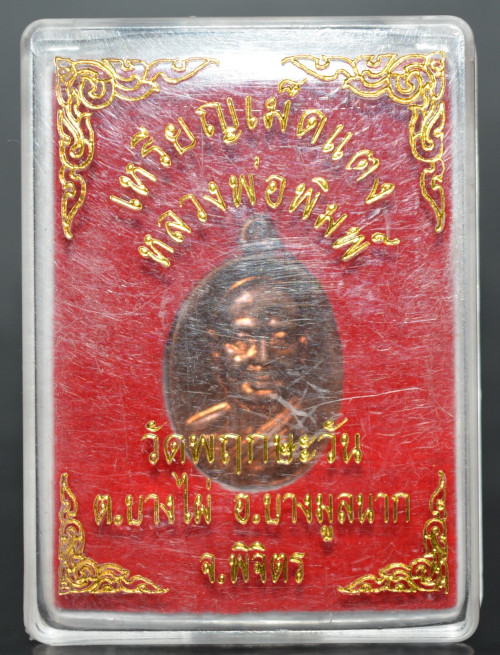 เหรียญเม็ดแตง
หลวงพ่อพิมพ์
วัดพฤกษะวัน
ต.บางไผ่ อ.บางมูลนาก
จ.พิจิตร